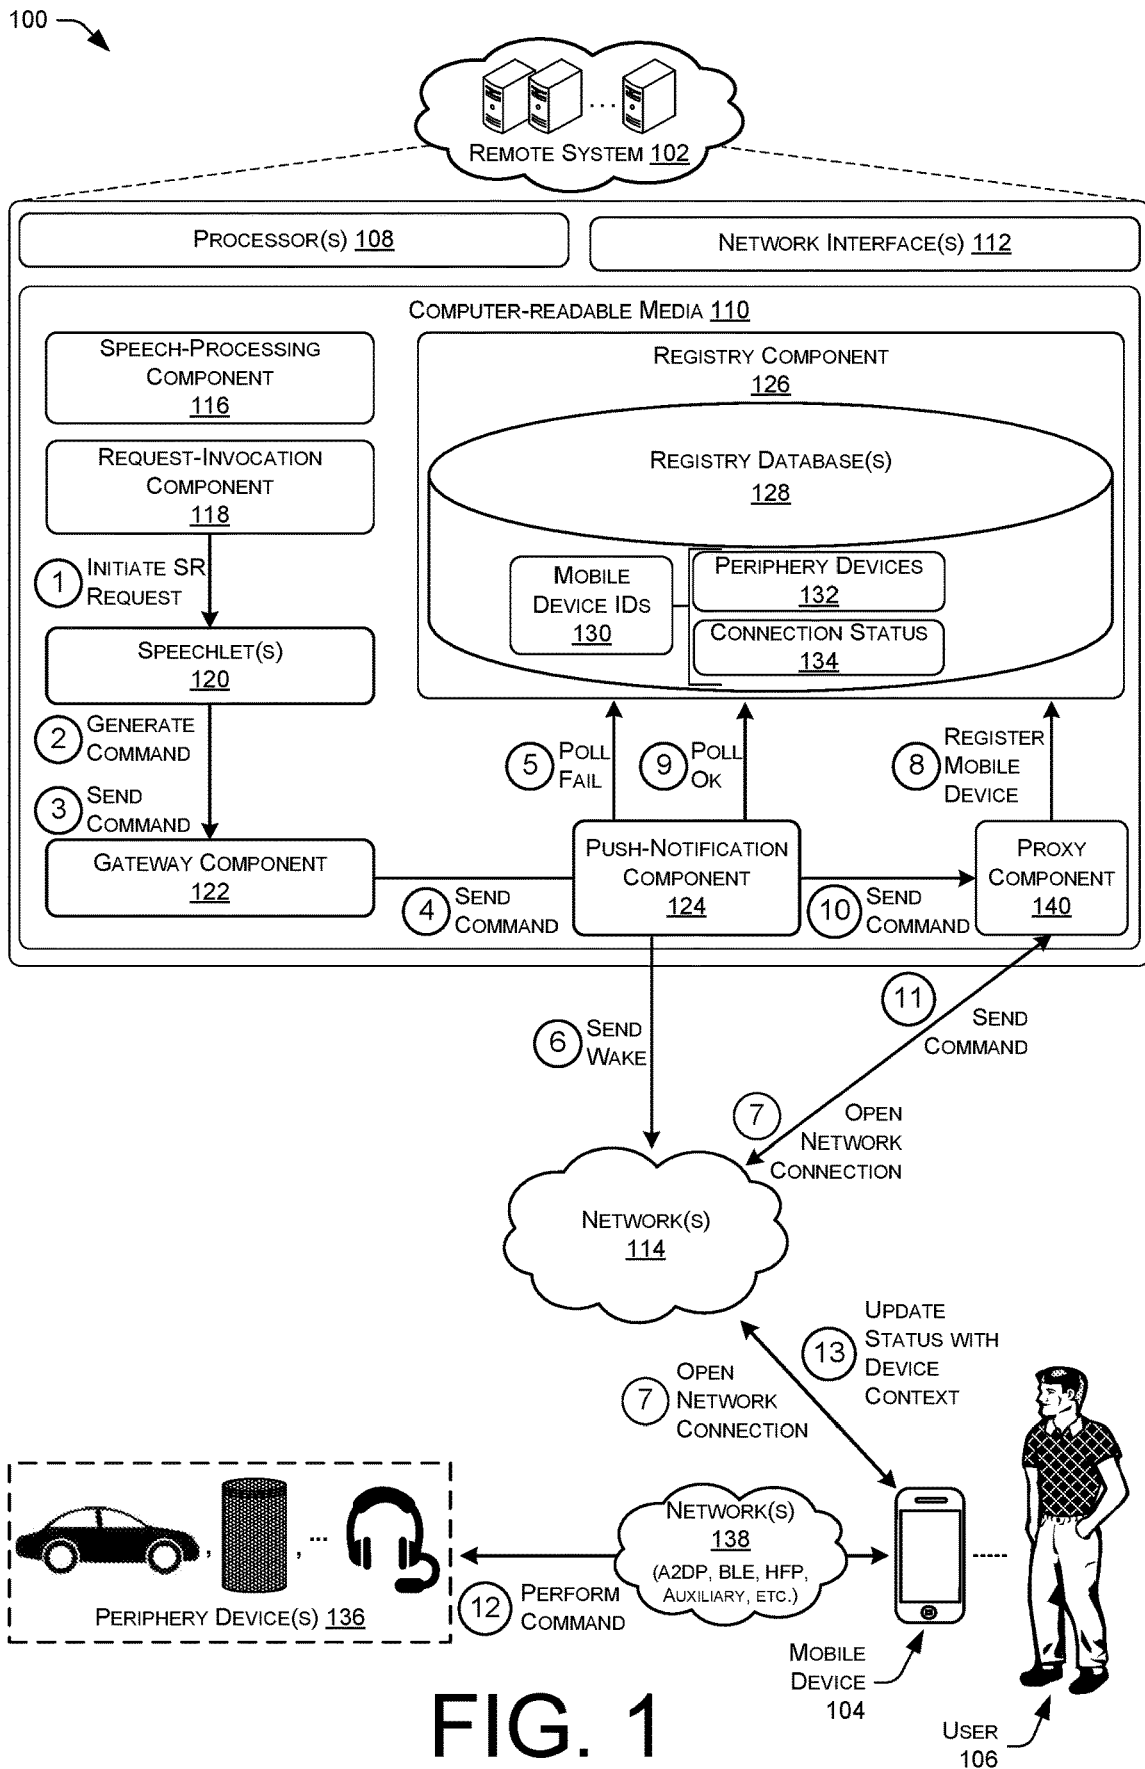 100
REMOTE SYSTEM 102
PROCESSOR(S) 108
NETWORK INTERFACE(S) 112
COMPUTER-READABLE MEDIA 110
SPEECH-PROCESSING
COMPONENT
116
REQUEST-INVOCATION
COMPONENT
118
1 INITIATE SR
REQUEST
SPEECHLET(S)
120
2 GENERATE
COMMAND
3 SEND
COMMAND
GATEWAY COMPONENT
122
REGISTRY COMPONENT
126
REGISTRY DATABASE(S)
128
MOBILE
DEVICE IDS
130
PERIPHERY DEVICES
132
CONNECTION STATUS
134
5 POLL
FAIL
9 POLL
OK
8 REGISTER
MOBILE
DEVICE
4 SEND
COMMAND
PUSH-NOTIFICATION
COMPONENT
124
10 SEND
COMMAND
PROXY
COMPONENT
140
6 SEND
WAKE
11 SEND
COMMAND
7 OPEN
NETWORK
CONNECTION
NETWORK(S)
114
13 UPDATE
STATUS WITH
DEVICE
CONTEXT
7 OPEN
NETWORK
CONNECTION
, , ...
PERIPHERY DEVICE(S) 136
12 PERFORM
COMMAND
NETWORK(S)
138
(A2DP, BLE, HFP,
AUXILIARY, ETC.)
MOBILE
DEVICE
104
USER
106
FIG. 1